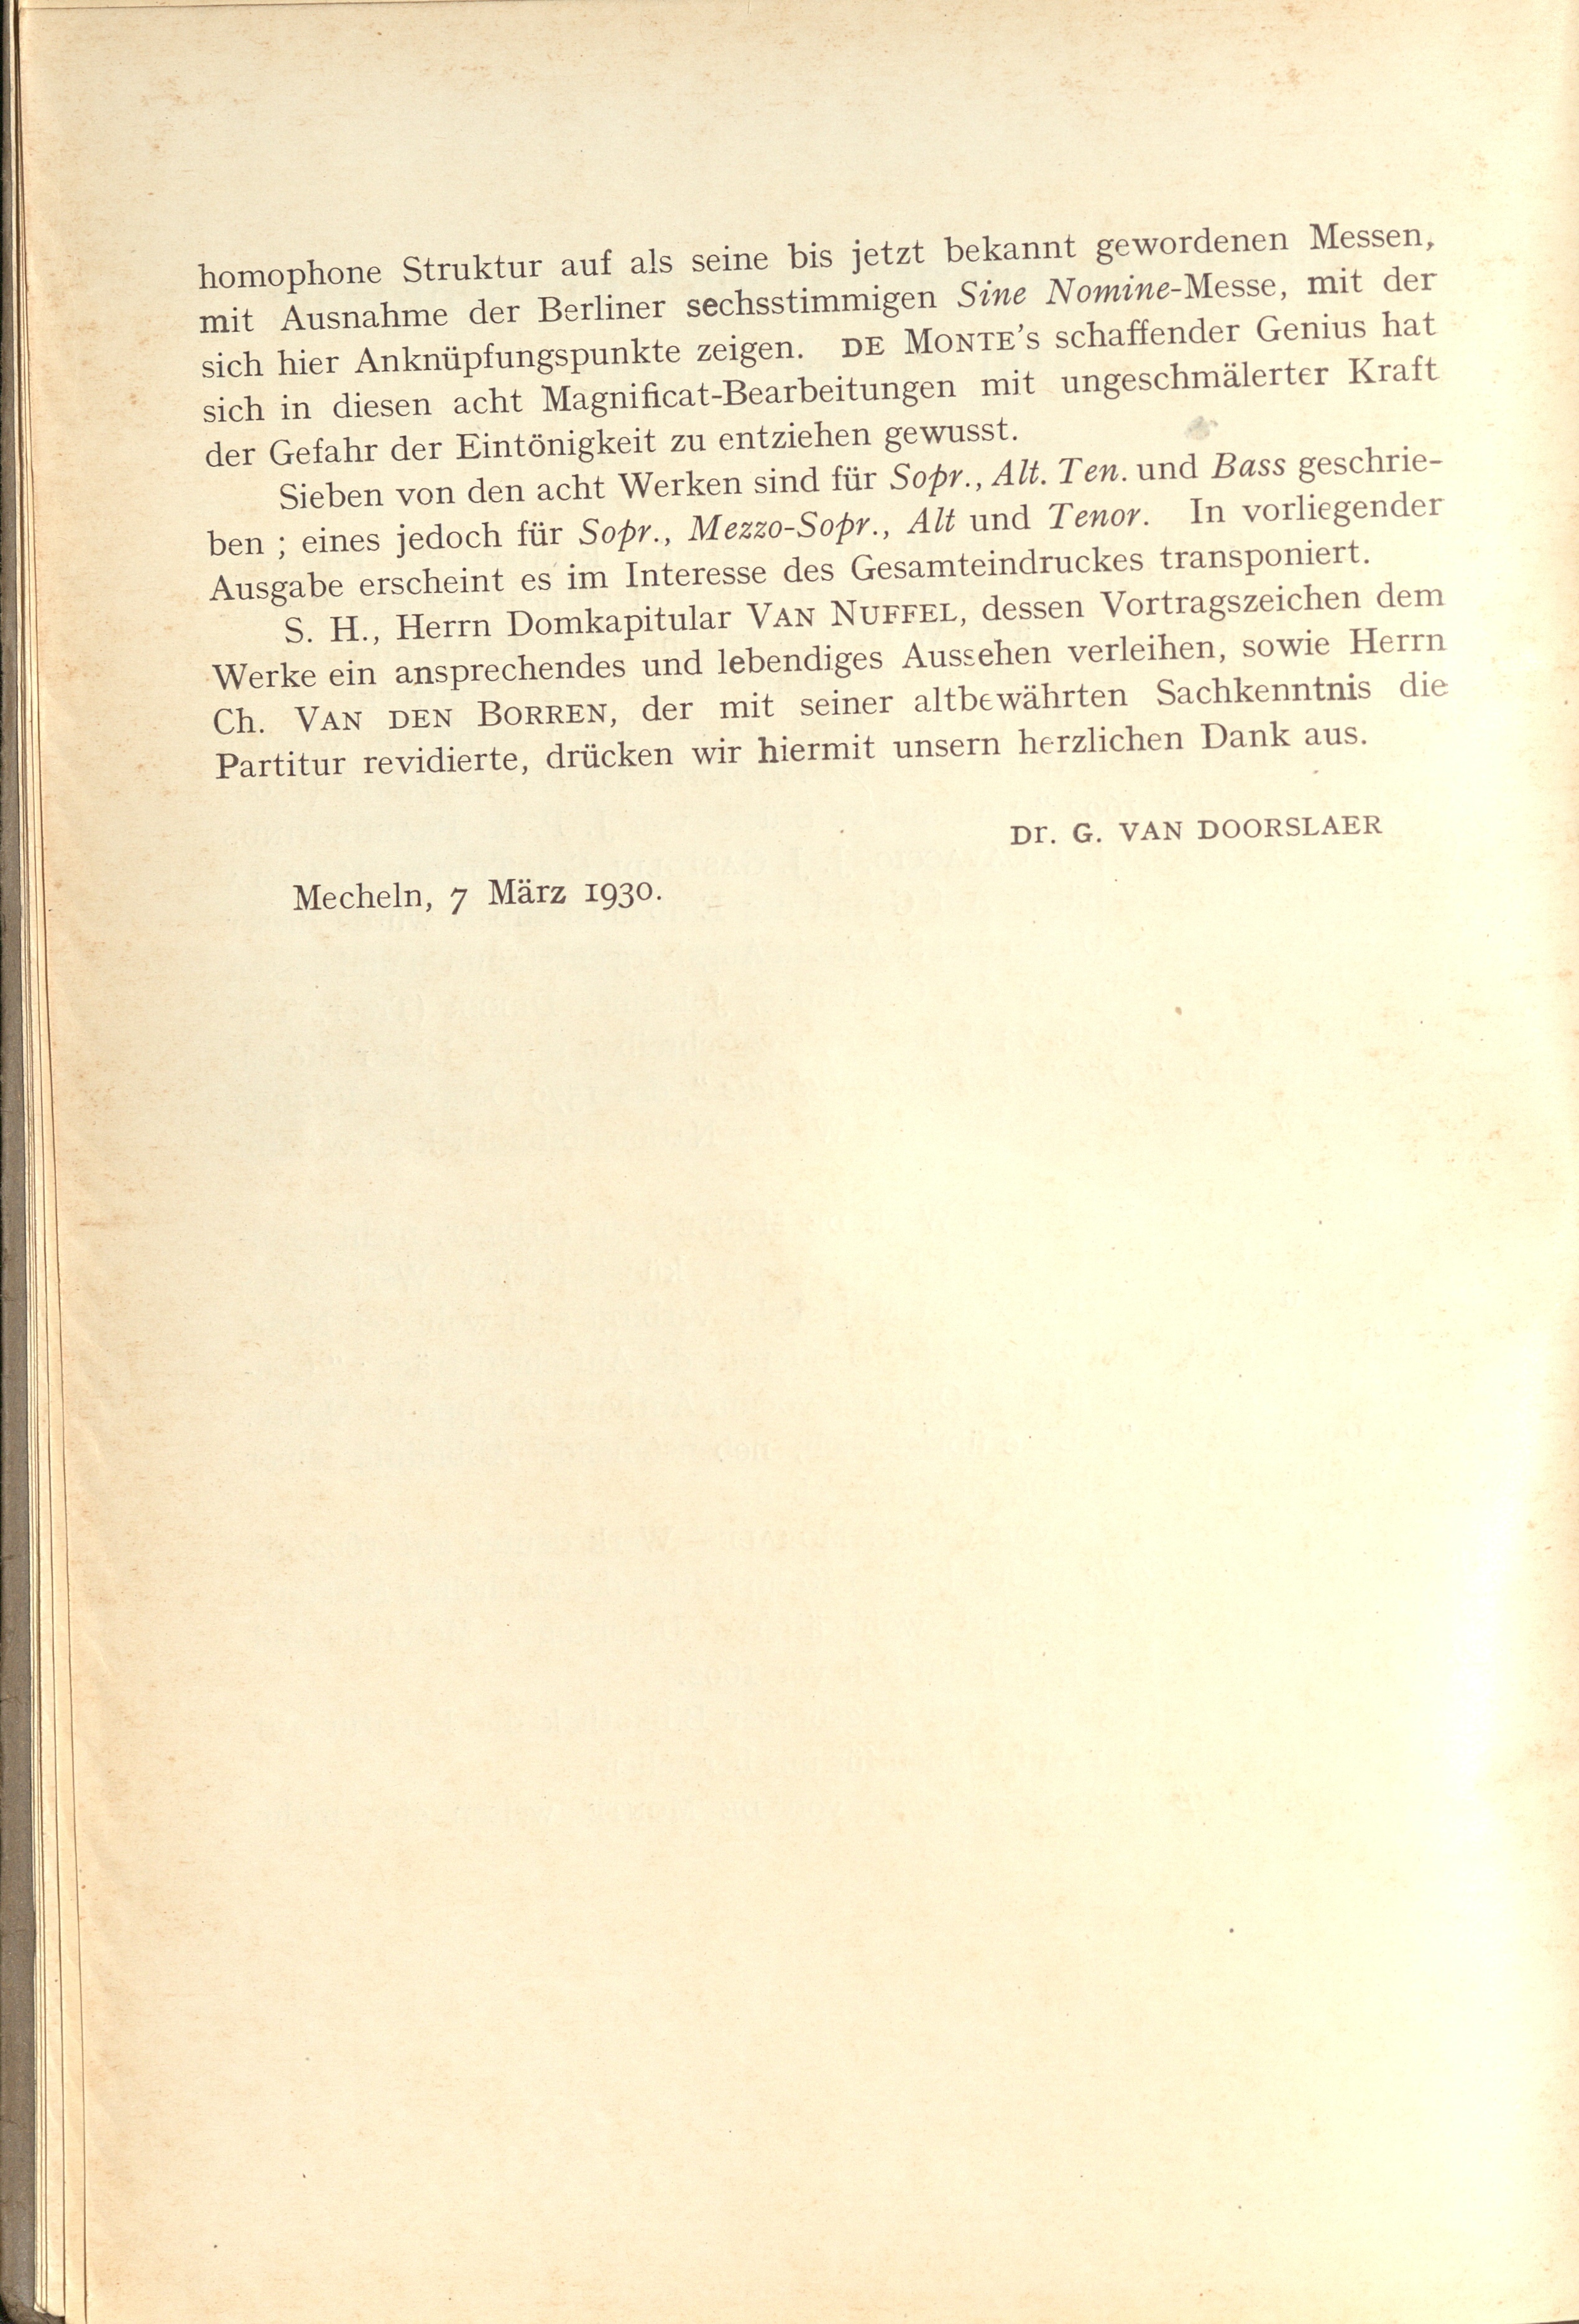 homophone Struktur auf als seine bis jetzt bekannt gewordenen Messen,
mit Ausnahme der Berliner sechsstimmigen Sine Nomine-Messe, mit der
sich hier Anknüpfungspunkte zeigen. DE MONTE's schaffender Genius hat
sich in diesen acht Magnificat-Bearbeitungen mit ungeschmälerter Kraft
der Gefahr der Eintönigkeit zu entziehen gewusst.
Sieben von den acht Werken sind für Sopr., Alt. Ten. und Bass geschrie-
ben ; eines jedoch für Sopr., Mezzo-Sopr., Alt und Tenor. In vorliegender
Ausgabe erscheint es im Interesse des Gesamteindruckes transponiert.
S. H., Herrn Domkapitular VAN NUFFEL, dessen Vortragszeichen dem
Werke ein ansprechendes und lebendiges Aussehen verleihen, sowie Herrn
Ch. VAN DEN BORREN, der mit seiner altbewährten Sachkenntnis die
Partitur revidierte, drücken wir hiermit unsern herzlichen Dank aus.
Dr. G. VAN DOORSLAER
Mecheln, 7 März 1930.